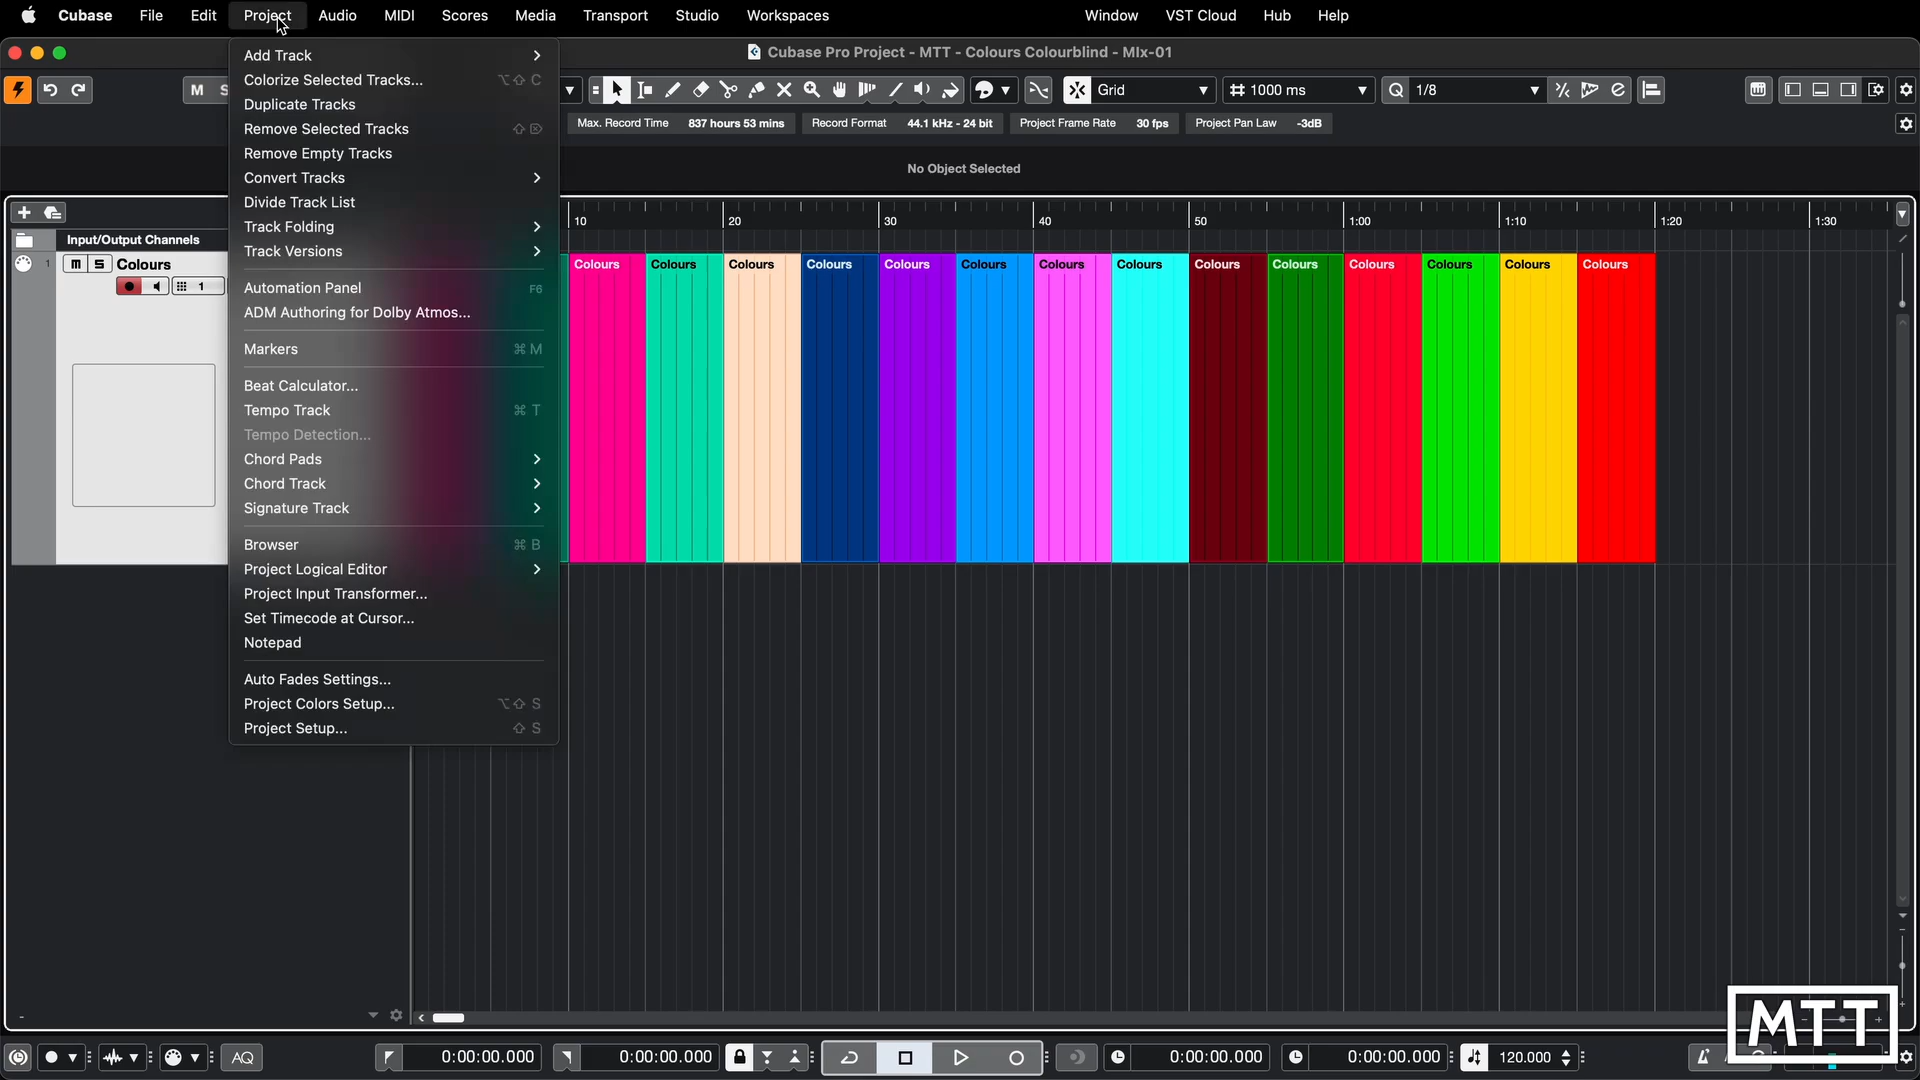 Cubase File Edit Project Audio MIDI Scores Media Transport Studio Workspaces Window VST Cloud Hub Help
Cubase Pro Project - MTT - Colours Colourblind - MIx-01
M S Grid 1000 ms Q 1/8
Max. Record Time 837 hours 53 mins Record Format 44.1 kHz - 24 bit Project Frame Rate 30 fps Project Pan Law -3dB
No Object Selected
Add Track
Colorize Selected Tracks... ⌥⇧ C
Duplicate Tracks
Remove Selected Tracks ⇧⌦
Remove Empty Tracks
Convert Tracks
Divide Track List
Track Folding
Track Versions
Automation Panel F6
ADM Authoring for Dolby Atmos...
Markers ⌘ M
Beat Calculator...
Tempo Track ⌘ T
Tempo Detection...
Chord Pads
Chord Track
Signature Track
Browser ⌘ B
Project Logical Editor
Project Input Transformer...
Set Timecode at Cursor...
Notepad
Auto Fades Settings...
Project Colors Setup... ⌥⇧ S
Project Setup... ⇧ S
10 20 30 40 50 1:00 1:10 1:20 1:30
Input/Output Channels
1 m S Colours
1
Colours Colours Colours Colours Colours Colours Colours Colours Colours Colours Colours Colours Colours Colours
MTT
AQ 0:00:00.000 0:00:00.000 0:00:00.000 0:00:00.000 120.000